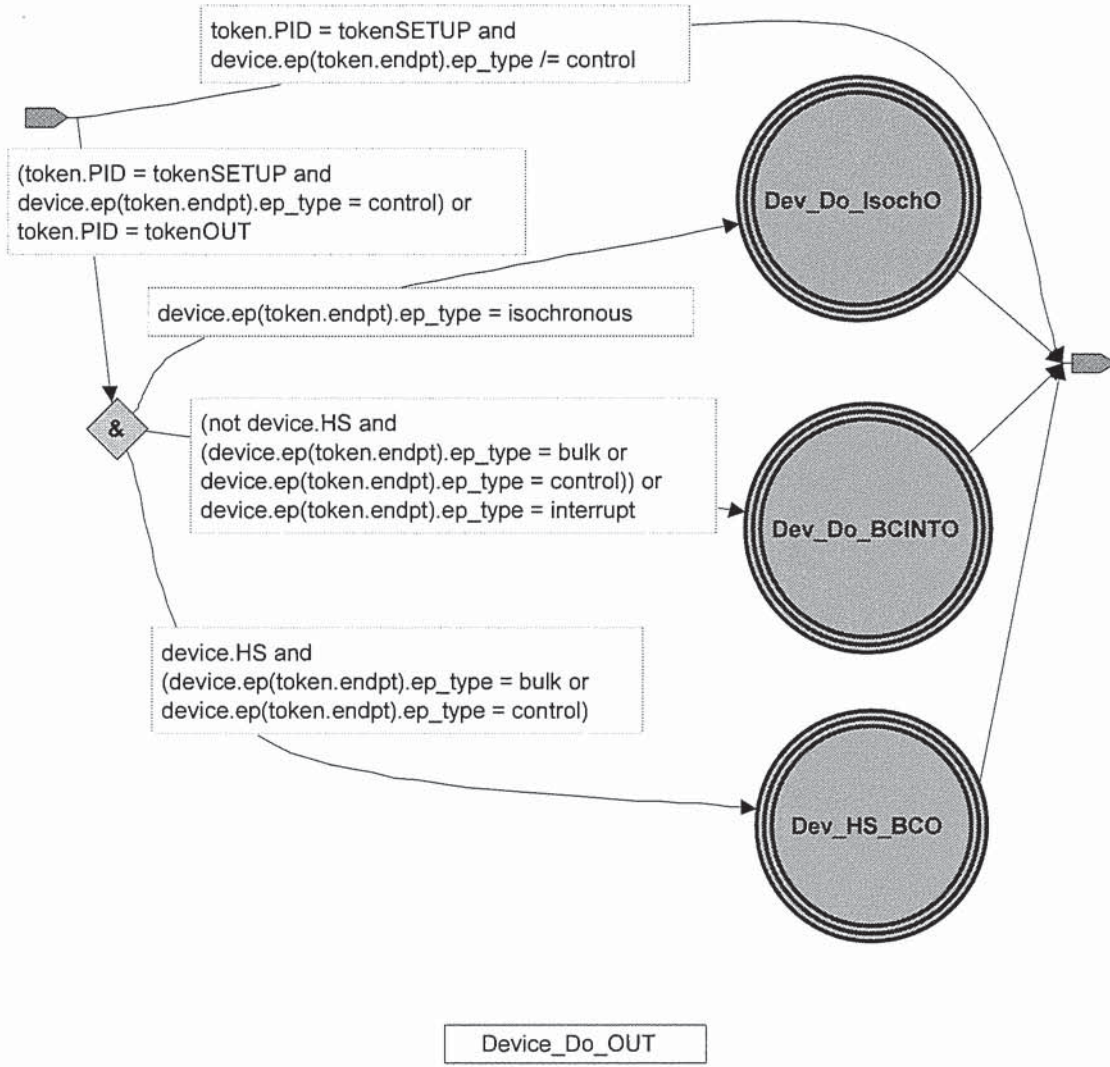 token.PID = tokenSETUP and
device.ep(token.endpt).ep_type /= control
(token.PID = tokenSETUP and
device.ep(token.endpt).ep_type = control) or
token.PID = tokenOUT
Dev_Do_IsochO
device.ep(token.endpt).ep_type = isochronous
&
(not device.HS and
(device.ep(token.endpt).ep_type = bulk or
device.ep(token.endpt).ep_type = control)) or
device.ep(token.endpt).ep_type = interrupt
Dev_Do_BCINTO
device.HS and
(device.ep(token.endpt).ep_type = bulk or
device.ep(token.endpt).ep_type = control)
Dev_HS_BCO
Device_Do_OUT